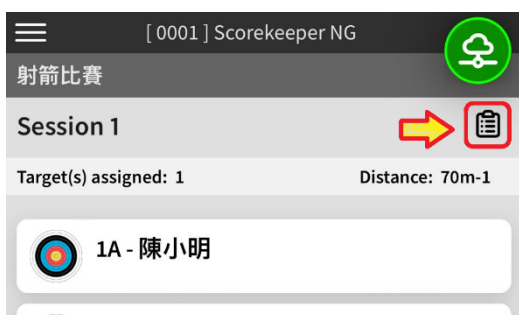 [ 0001 ] Scorekeeper NG
射箭比賽
Session 1
Target(s) assigned: 1 Distance: 70m-1
1A - 陳小明